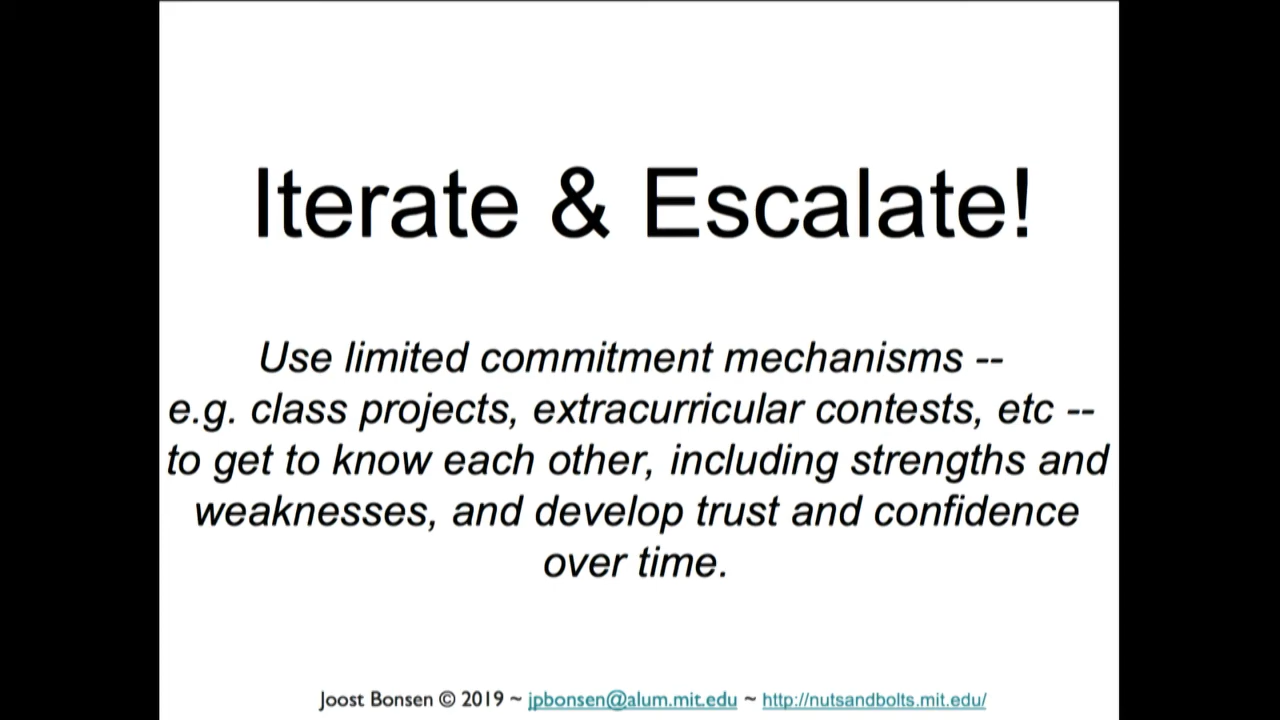 Iterate & Escalate!
Use limited commitment mechanisms --
e.g. class projects, extracurricular contests, etc --
to get to know each other, including strengths and
weaknesses, and develop trust and confidence
over time.
Joost Bonsen © 2019 ~ jpbonsen@alum.mit.edu ~ http://nutsandbolts.mit.edu/